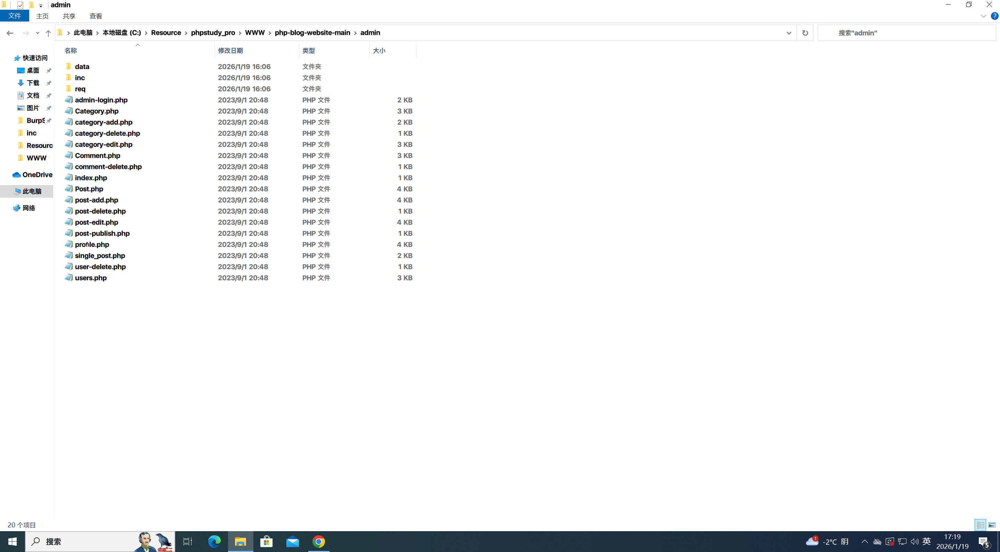 admin
文件 主页 共享 查看
此电脑 本地磁盘 (C:) Resource phpstudy_pro WWW php-blog-website-main admin
搜索"admin"
名称 修改日期 类型 大小
快速访问
桌面
下载
文档
图片
BurpS
inc
Resourc
WWW
OneDrive
此电脑
网络
data 2026/1/19 16:06 文件夹
inc 2026/1/19 16:06 文件夹
req 2026/1/19 16:06 文件夹
admin-login.php 2023/9/1 20:48 PHP 文件 2 KB
Category.php 2023/9/1 20:48 PHP 文件 3 KB
category-add.php 2023/9/1 20:48 PHP 文件 2 KB
category-delete.php 2023/9/1 20:48 PHP 文件 1 KB
category-edit.php 2023/9/1 20:48 PHP 文件 3 KB
Comment.php 2023/9/1 20:48 PHP 文件 3 KB
comment-delete.php 2023/9/1 20:48 PHP 文件 1 KB
index.php 2023/9/1 20:48 PHP 文件 1 KB
Post.php 2023/9/1 20:48 PHP 文件 4 KB
post-add.php 2023/9/1 20:48 PHP 文件 4 KB
post-delete.php 2023/9/1 20:48 PHP 文件 1 KB
post-edit.php 2023/9/1 20:48 PHP 文件 4 KB
post-publish.php 2023/9/1 20:48 PHP 文件 1 KB
profile.php 2023/9/1 20:48 PHP 文件 4 KB
single_post.php 2023/9/1 20:48 PHP 文件 2 KB
user-delete.php 2023/9/1 20:48 PHP 文件 1 KB
users.php 2023/9/1 20:48 PHP 文件 3 KB
20 个项目
搜索
1
-2°C 阴
英
17:19
2026/1/19
5